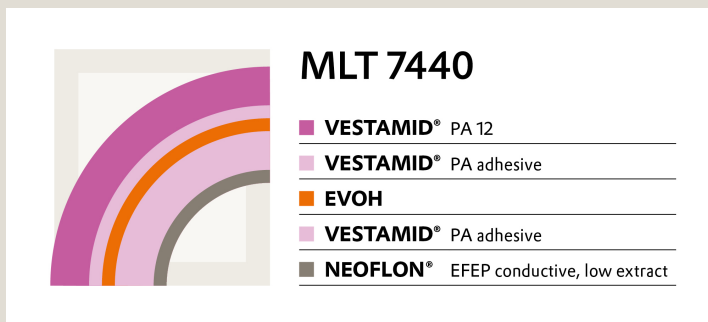 MLT 7440
VESTAMID® PA 12
VESTAMID® PA adhesive
EVOH
VESTAMID® PA adhesive
NEOFLON® EFEP conductive, low extract